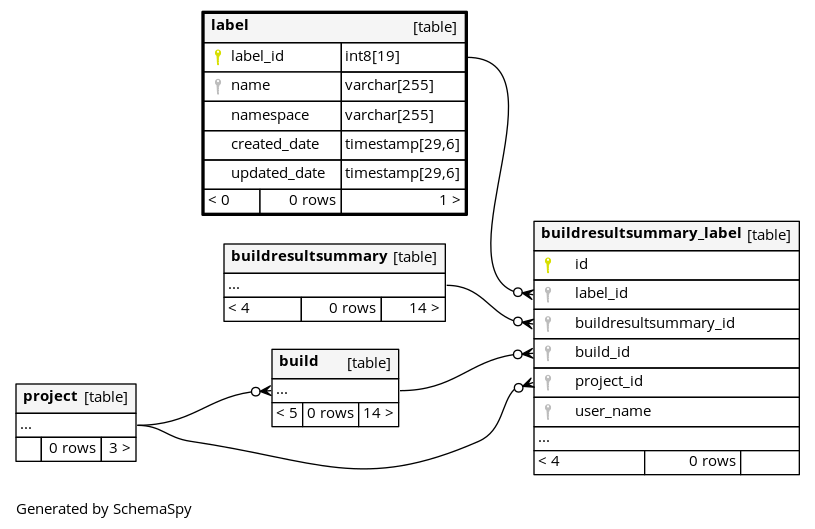 label [table]
label_id int8[19]
name varchar[255]
namespace varchar[255]
created_date timestamp[29,6]
updated_date timestamp[29,6]
< 0 0 rows 1 >
buildresultsummary_label [table]
id
label_id
buildresultsummary_id
build_id
project_id
user_name
...
< 4 0 rows
buildresultsummary [table]
...
< 4 0 rows 14 >
build [table]
...
< 5 0 rows 14 >
project [table]
...
0 rows 3 >
Generated by SchemaSpy